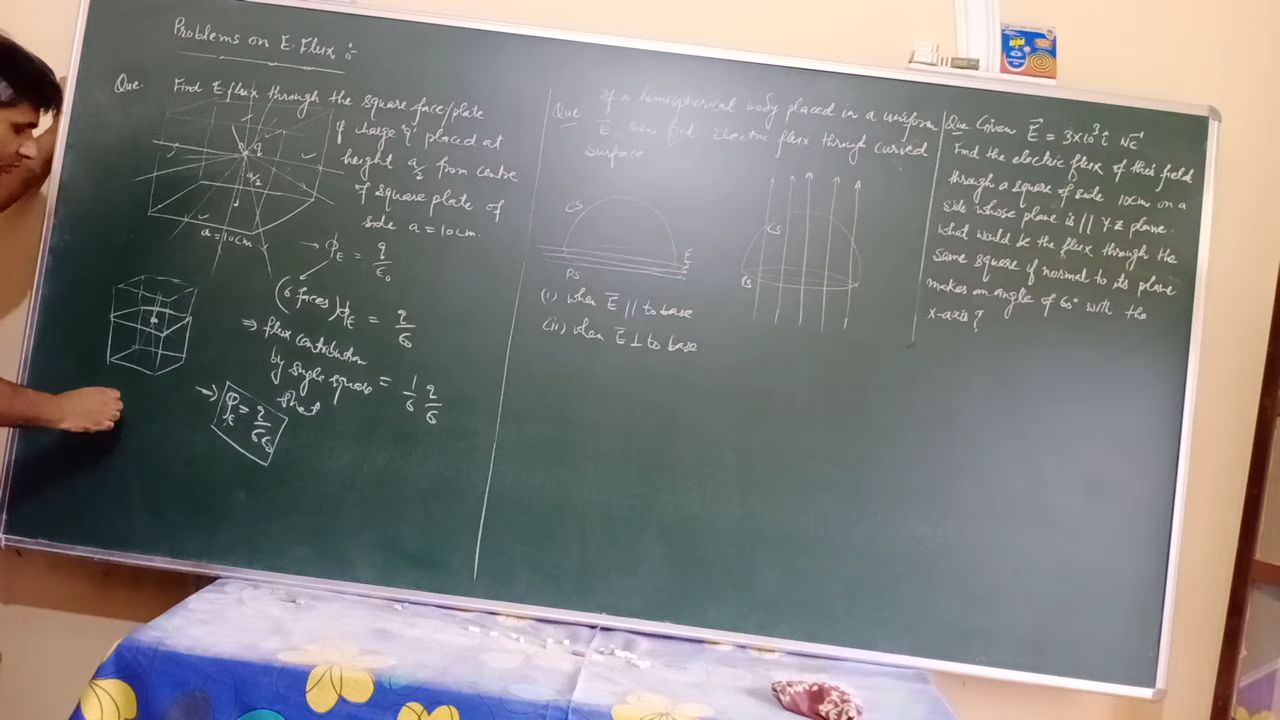 Problems on E. Flux :-
Que. Find E flux through the square face/plate
if charge 'q' placed at
height a/2 from centre
of square plate of
side a = 10cm.
q
a/2
a = 10cm
→ ϕE = q/ε0
(6 faces) ϕE = q/ε0
⇒ flux contribution
by single square = 1/6 q/ε0
⇒ ϕE = q/6ε0
Que If a hemispherical body placed in a uniform
E, then find Electric flux through curved
surface
CS
E
PS
CS
PS
(i) when E || to base
(ii) when E ⊥ to base.
Que. Given E = 3×10³ î NC⁻¹
Find the electric flux of this field
through a square of side 10cm on a
side whose plane is || Y-Z plane.
what would be the flux through the
same square if normal to its plane
makes an angle of 60° with the
x-axis?